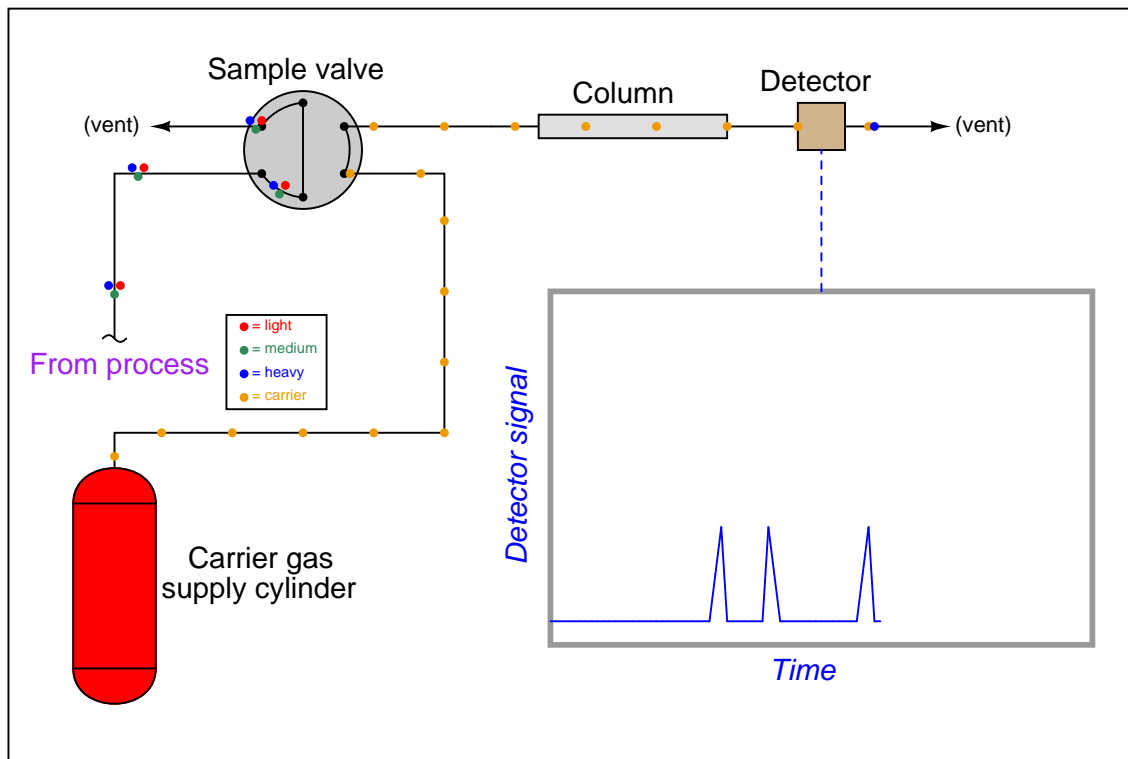 Sample valve
Column
Detector
(vent)
(vent)
From process
= light
= medium
= heavy
= carrier
Detector signal
Carrier gas
supply cylinder
Time